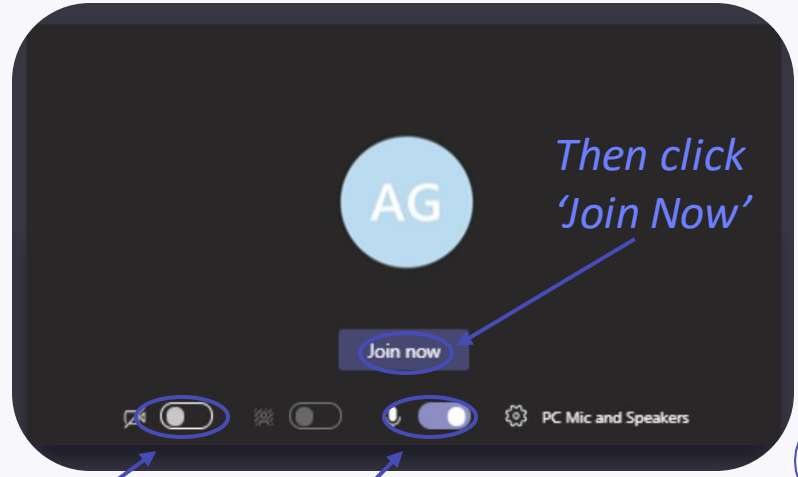 Then click
‘Join Now’
AG
Join now
PC Mic and Speakers